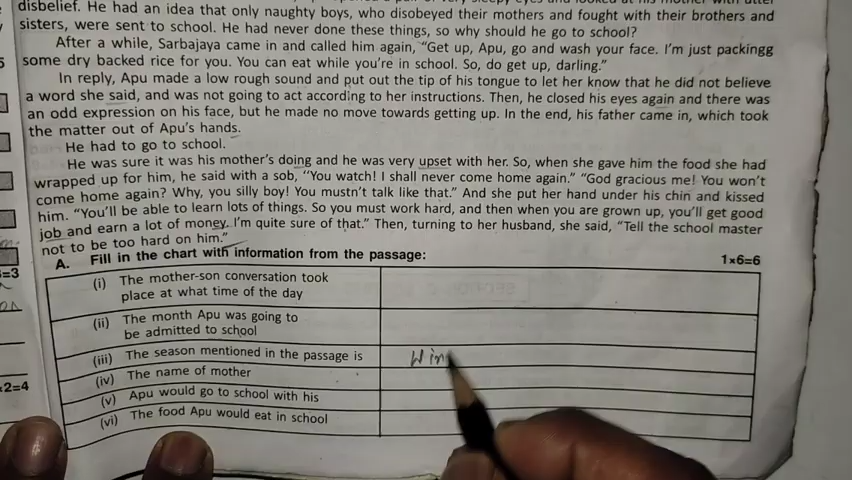 disbelief. He had an idea that only naughty boys, who disobeyed their mothers and fought with their brothers and
sisters, were sent to school. He had never done these things, so why should he go to school?
After a while, Sarbajaya came in and called him again, "Get up, Apu, go and wash your face. I'm just packingg
some dry backed rice for you. You can eat while you're in school. So, do get up, darling."
In reply, Apu made a low rough sound and put out the tip of his tongue to let her know that he did not believe
a word she said, and was not going to act according to her instructions. Then, he closed his eyes again and there was
an odd expression on his face, but he made no move towards getting up. In the end, his father came in, which took
the matter out of Apu's hands.
He had to go to school.
He was sure it was his mother's doing and he was very upset with her. So, when she gave him the food she had
wrapped up for him, he said with a sob, "You watch! I shall never come home again." "God gracious me! You won't
come home again? Why, you silly boy! You mustn't talk like that." And she put her hand under his chin and kissed
him. "You'll be able to learn lots of things. So you must work hard, and then when you are grown up, you'll get good
job and earn a lot of money. I'm quite sure of that." Then, turning to her husband, she said, "Tell the school master
not to be too hard on him."
=3
A. Fill in the chart with information from the passage: 1×6=6
(i) The mother-son conversation took
place at what time of the day
(ii) The month Apu was going to
be admitted to school
(iii) The season mentioned in the passage is Win
(iv) The name of mother
×2=4
(v) Apu would go to school with his
(vi) The food Apu would eat in school